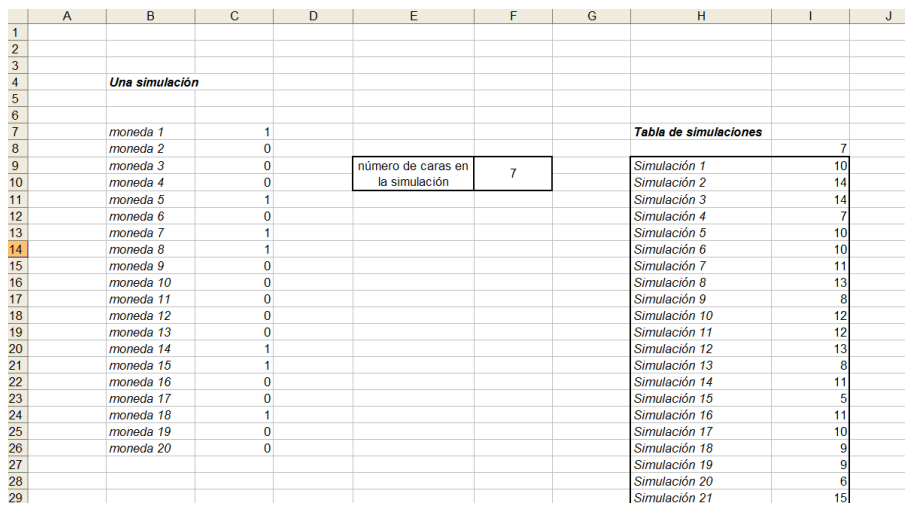 A B C D E F G H I J
1
2
3
4 Una simulación
5
6
7 moneda 1 1 Tabla de simulaciones
8 moneda 2 0 7
9 moneda 3 0 número de caras en Simulación 1 10
10 moneda 4 0 la simulación 7 Simulación 2 14
11 moneda 5 1 Simulación 3 14
12 moneda 6 0 Simulación 4 7
13 moneda 7 1 Simulación 5 10
14 moneda 8 1 Simulación 6 10
15 moneda 9 0 Simulación 7 11
16 moneda 10 0 Simulación 8 13
17 moneda 11 0 Simulación 9 8
18 moneda 12 0 Simulación 10 12
19 moneda 13 0 Simulación 11 12
20 moneda 14 1 Simulación 12 13
21 moneda 15 1 Simulación 13 8
22 moneda 16 0 Simulación 14 11
23 moneda 17 0 Simulación 15 5
24 moneda 18 1 Simulación 16 11
25 moneda 19 0 Simulación 17 10
26 moneda 20 0 Simulación 18 9
27 Simulación 19 9
28 Simulación 20 6
29 Simulación 21 15